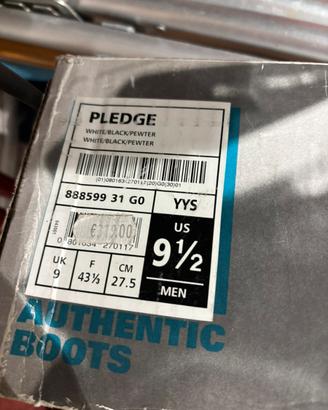 PLEDGE
WHITE/BLACK/PEWTER
WHITE/BLACK/PEWTER
888599 31 G0
YYS
US
9½
MEN
UK
9
F
43½
CM
27.5
AUTHENTIC
BOOTS